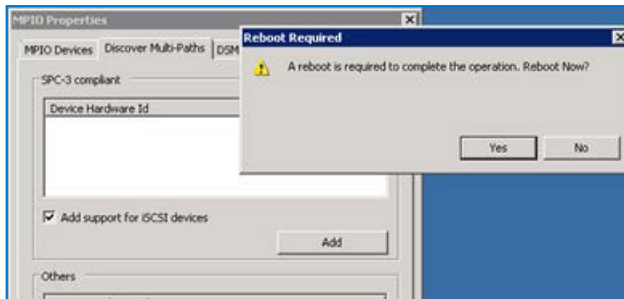 MPIO Properties
MPIO Devices
Discover Multi-Paths
DSM
SPC-3 compliant
Device Hardware Id
Add support for iSCSI devices
Add
Others
Reboot Required
A reboot is required to complete the operation. Reboot Now?
Yes
No